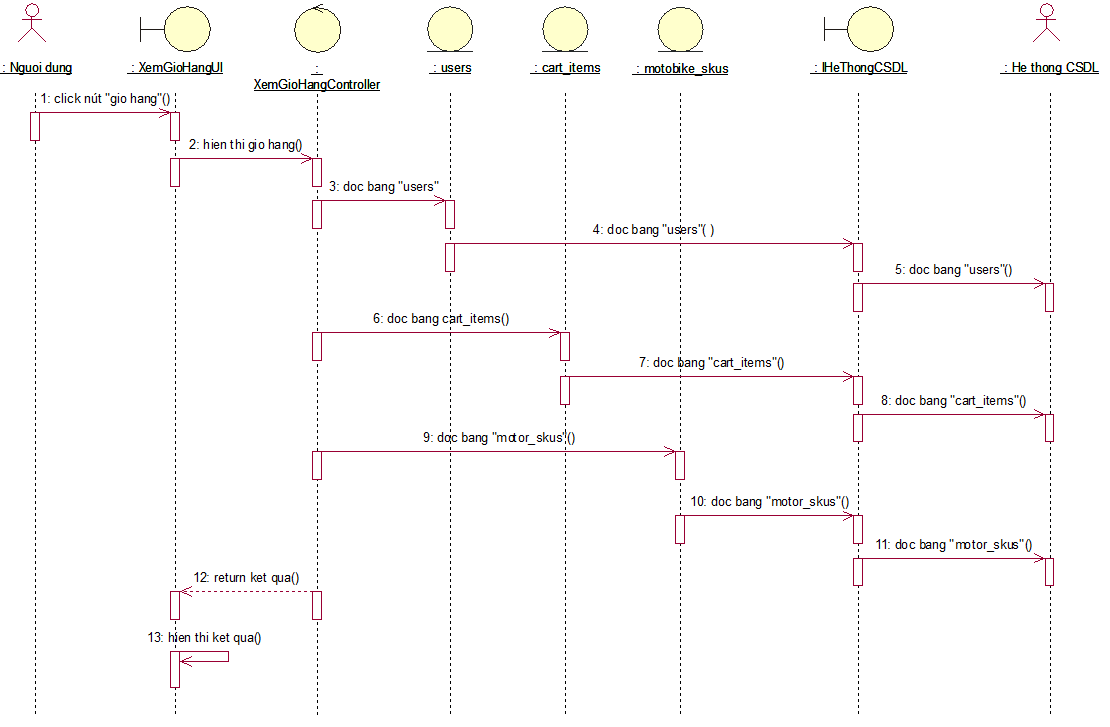 : Nguoi dung
: XemGioHangUI
:
XemGioHangController
: users
: cart_items
: motobike_skus
: IHeThongCSDL
: He thong CSDL
1: click nút "gio hang"()
2: hien thi gio hang()
3: doc bang "users"
4: doc bang "users"( )
5: doc bang "users"()
6: doc bang cart_items()
7: doc bang "cart_items"()
8: doc bang "cart_items"()
9: doc bang "motor_skus"()
10: doc bang "motor_skus"()
11: doc bang "motor_skus"()
12: return ket qua()
13: hien thi ket qua()